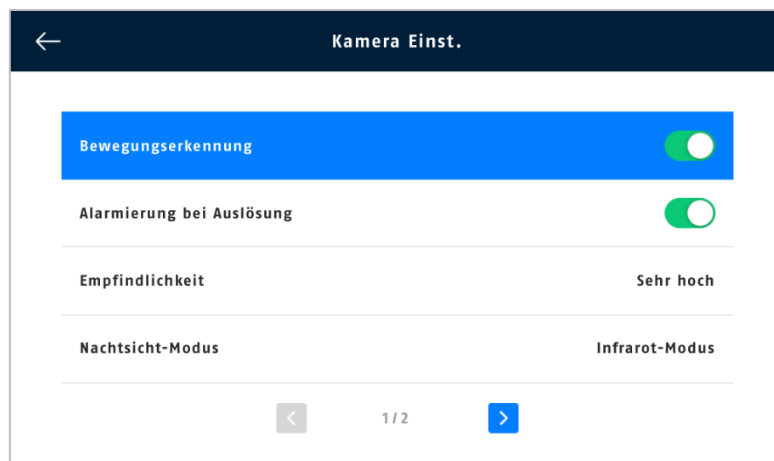 Kamera Einst.
Bewegungserkennung
Alarmierung bei Auslösung
Empfindlichkeit Sehr hoch
Nachtsicht-Modus Infrarot-Modus
1/2